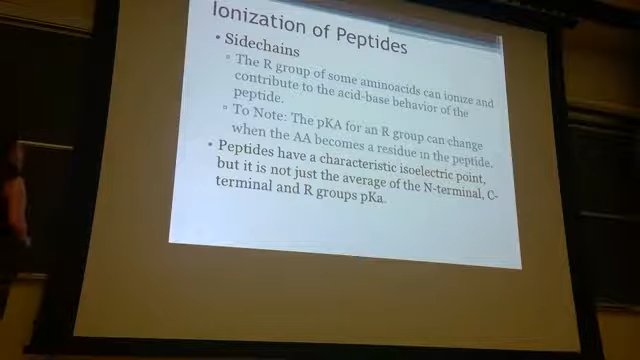 Ionization of Peptides
• Sidechains
▫ The R group of some aminoacids can ionize and
contribute to the acid-base behavior of the
peptide.
▫ To Note: The pKA for an R group can change
when the AA becomes a residue in the peptide.
• Peptides have a characteristic isoelectric point,
but it is not just the average of the N-terminal, C-
terminal and R groups pKa.